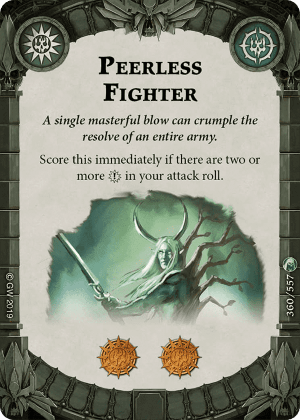 PEERLESS
FIGHTER
A single masterful blow can crumple the
resolve of an entire army.
Score this immediately if there are two or
more in your attack roll.
© GW 2019
360/557